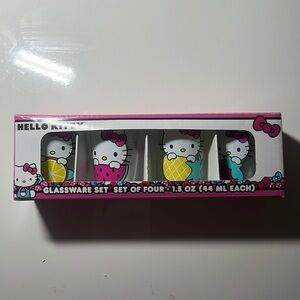 HELLO KITTY
GLASSWARE SET SET OF FOUR - 1.5 OZ (44 ML EACH)